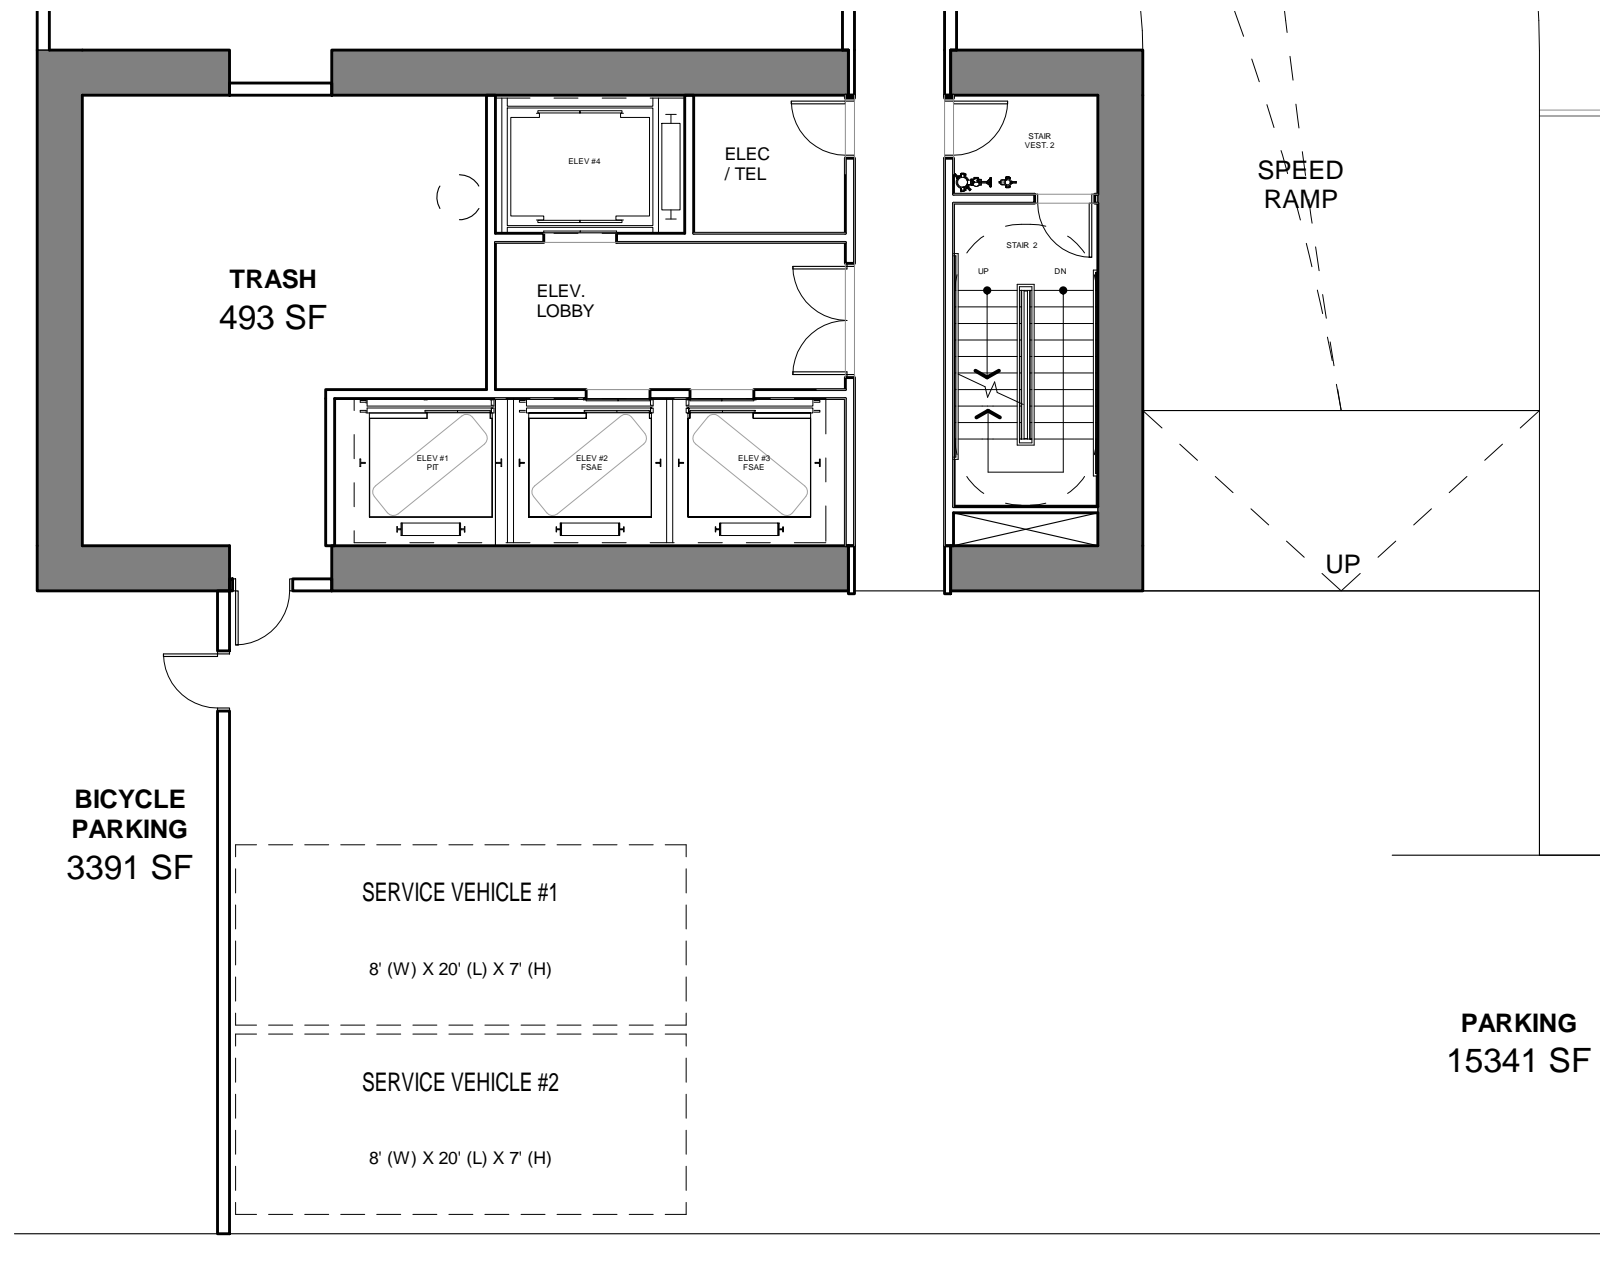 ELEV #4
ELEC
/ TEL
STAIR
VEST. 2
SPEED
RAMP
STAIR 2
UP
DN
TRASH
493 SF
ELEV.
LOBBY
ELEV #1
PIT
ELEV #2
FSAE
ELEV #3
FSAE
UP
BICYCLE
PARKING
3391 SF
SERVICE VEHICLE #1
8' (W) X 20' (L) X 7' (H)
PARKING
15341 SF
SERVICE VEHICLE #2
8' (W) X 20' (L) X 7' (H)